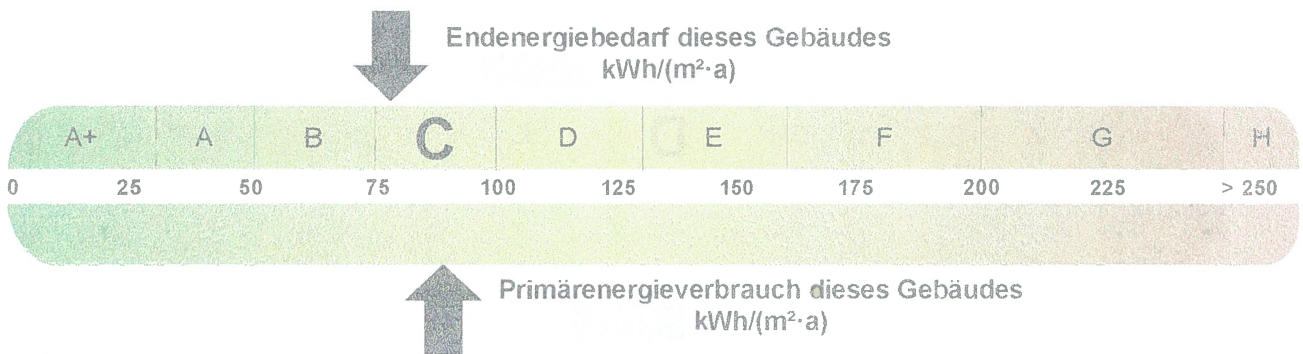 Endenergiebedarf dieses Gebäudes
kWh/(m²·a)
A+ A B C D E F G H
0 25 50 75 100 125 150 175 200 225 > 250
Primärenergieverbrauch dieses Gebäudes
kWh/(m²·a)